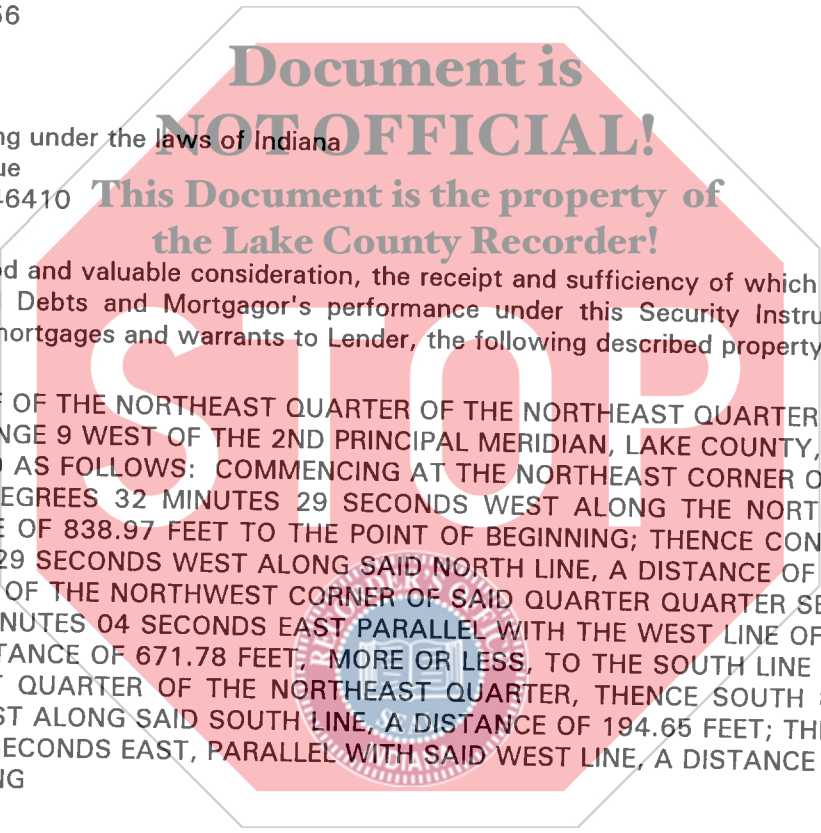 56
Document is
NOT OFFICIAL!
ng under the laws of Indiana
ue
46410
This Document is the property of
the Lake County Recorder!
od and valuable consideration, the receipt and sufficiency of which
Debts and Mortgagor's performance under this Security Instru
mortgages and warrants to Lender, the following described property
STOP
F OF THE NORTHEAST QUARTER OF THE NORTHEAST QUARTER
NGE 9 WEST OF THE 2ND PRINCIPAL MERIDIAN, LAKE COUNTY,
D AS FOLLOWS: COMMENCING AT THE NORTHEAST CORNER O
EGREES 32 MINUTES 29 SECONDS WEST ALONG THE NORT
E OF 838.97 FEET TO THE POINT OF BEGINNING; THENCE CON
29 SECONDS WEST ALONG SAID NORTH LINE, A DISTANCE OF
OF THE NORTHWEST CORNER OF SAID QUARTER QUARTER SE
NUTES 04 SECONDS EAST PARALLEL WITH THE WEST LINE OF
TANCE OF 671.78 FEET, MORE OR LESS, TO THE SOUTH LINE
T QUARTER OF THE NORTHEAST QUARTER, THENCE SOUTH
ST ALONG SAID SOUTH LINE, A DISTANCE OF 194.65 FEET; TH
SECONDS EAST, PARALLEL WITH SAID WEST LINE, A DISTANCE
NG
SEAL
INDIANA